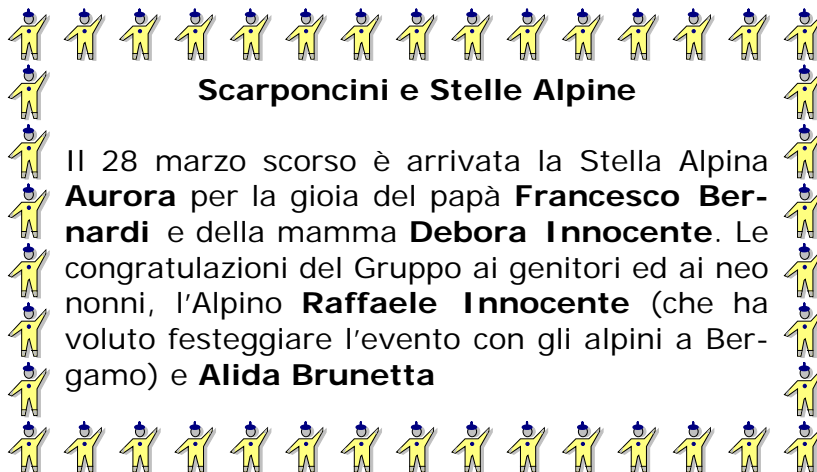 Scarponcini e Stelle Alpine
Il 28 marzo scorso è arrivata la Stella Alpina
Aurora per la gioia del papà Francesco Ber-
nardi e della mamma Debora Innocente. Le
congratulazioni del Gruppo ai genitori ed ai neo
nonni, l'Alpino Raffaele Innocente (che ha
voluto festeggiare l'evento con gli alpini a Ber-
gamo) e Alida Brunetta